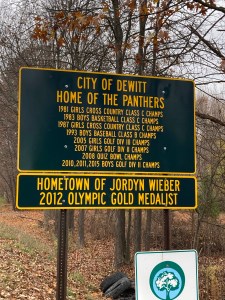 CITY OF DEWITT
HOME OF THE PANTHERS
1981 GIRLS CROSS COUNTRY CLASS C CHAMPS
1983 BOYS BASKETBALL CLASS C CHAMPS
1987 GIRLS CROSS COUNTRY CLASS C CHAMPS
1993 BOYS BASEBALL CLASS B CHAMPS
2005 GIRLS GOLF DIV III CHAMPS
2007 GIRLS GOLF DIV II CHAMPS
2008 QUIZ BOWL CHAMPS
2010, 2011, 2015 BOYS GOLF DIV II CHAMPS
HOMETOWN OF JORDYN WIEBER
2012 OLYMPIC GOLD MEDALIST